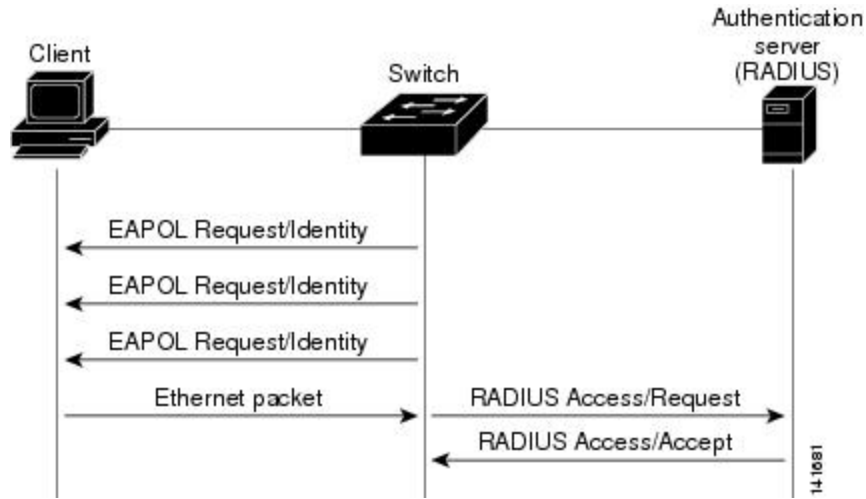 Authentication
server
(RADIUS)
Client
Switch
EAPOL Request/Identity
EAPOL Request/Identity
EAPOL Request/Identity
Ethernet packet
RADIUS Access/Request
RADIUS Access/Accept
141681